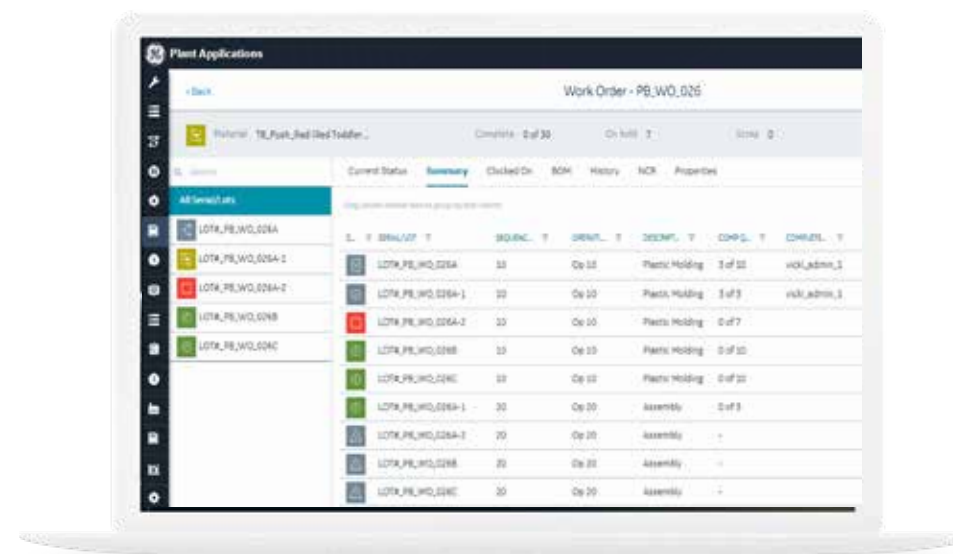 Plant Applications
‹ Back
Work Order - PB_WO_026
Material
Complete 0 of 30
On hold 7
Scrap 0
Search
Current Status Summary Clocked On BOM History NCR Properties
All Serial/Lots
LOT#_PB_WO_026A
LOT#_PB_WO_026A-1
LOT#_PB_WO_026A-2
LOT#_PB_WO_026B
LOT#_PB_WO_026C
S... SERIAL/LOT SEQUENC... OPERATI... DESCRIPT... COMPL... COMPLETE...
LOT#_PB_WO_026A 10 Op 10 Plastic Molding 3 of 10 vicki_admin_1
LOT#_PB_WO_026A-1 10 Op 10 Plastic Molding 3 of 3 vicki_admin_1
LOT#_PB_WO_026A-2 10 Op 10 Plastic Molding 0 of 7
LOT#_PB_WO_026B 10 Op 10 Plastic Molding 0 of 10
LOT#_PB_WO_026C 10 Op 10 Plastic Molding 0 of 10
LOT#_PB_WO_026A-1 20 Op 20 Assembly 0 of 3
LOT#_PB_WO_026A-2 20 Op 20 Assembly -
LOT#_PB_WO_026B 20 Op 20 Assembly -
LOT#_PB_WO_026C 20 Op 20 Assembly -